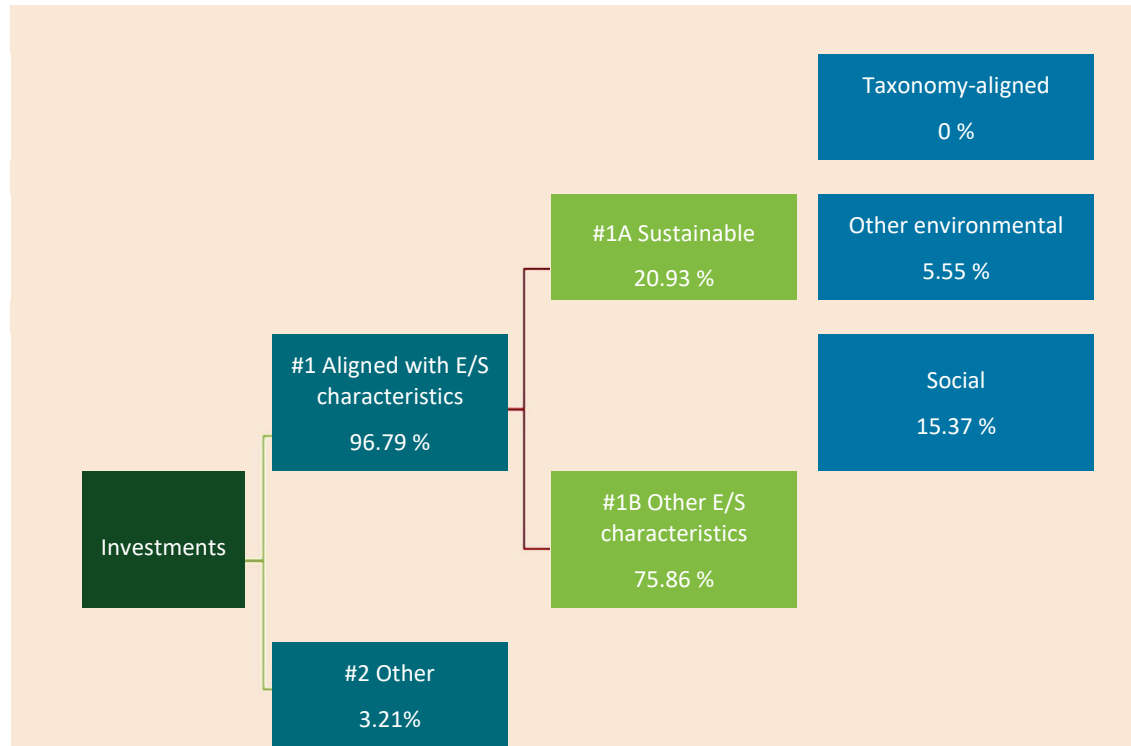 Investments
#1 Aligned with E/S
characteristics
96.79 %
#2 Other
3.21%
#1A Sustainable
20.93 %
#1B Other E/S
characteristics
75.86 %
Taxonomy-aligned
0 %
Other environmental
5.55 %
Social
15.37 %